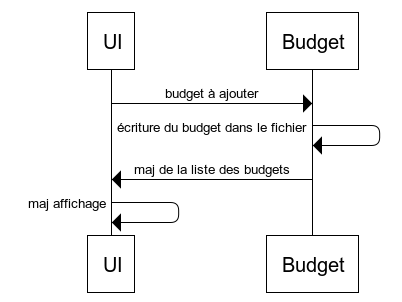 UI
Budget
budget à ajouter
écriture du budget dans le fichier
maj de la liste des budgets
maj affichage
UI
Budget